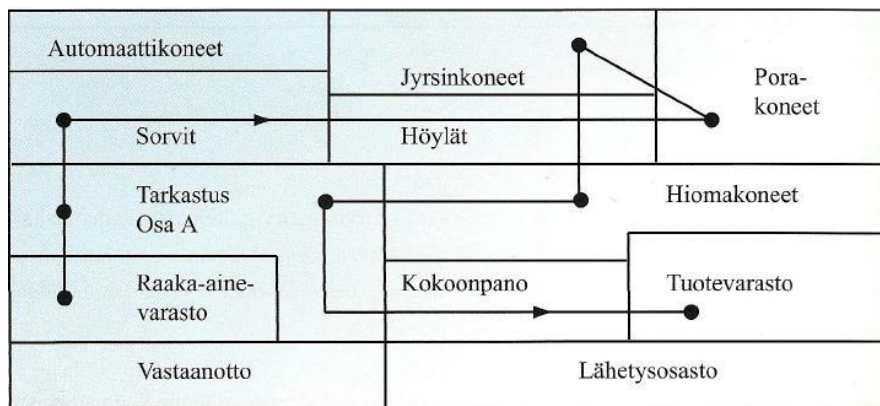 Automaattikoneet
Jyrsinkoneet
Pora-
koneet
Sorvit
Höylät
Tarkastus
Osa A
Hiomakoneet
Raaka-aine-
varasto
Kokoonpano
Tuotevarasto
Vastaanotto
Lähetysosasto